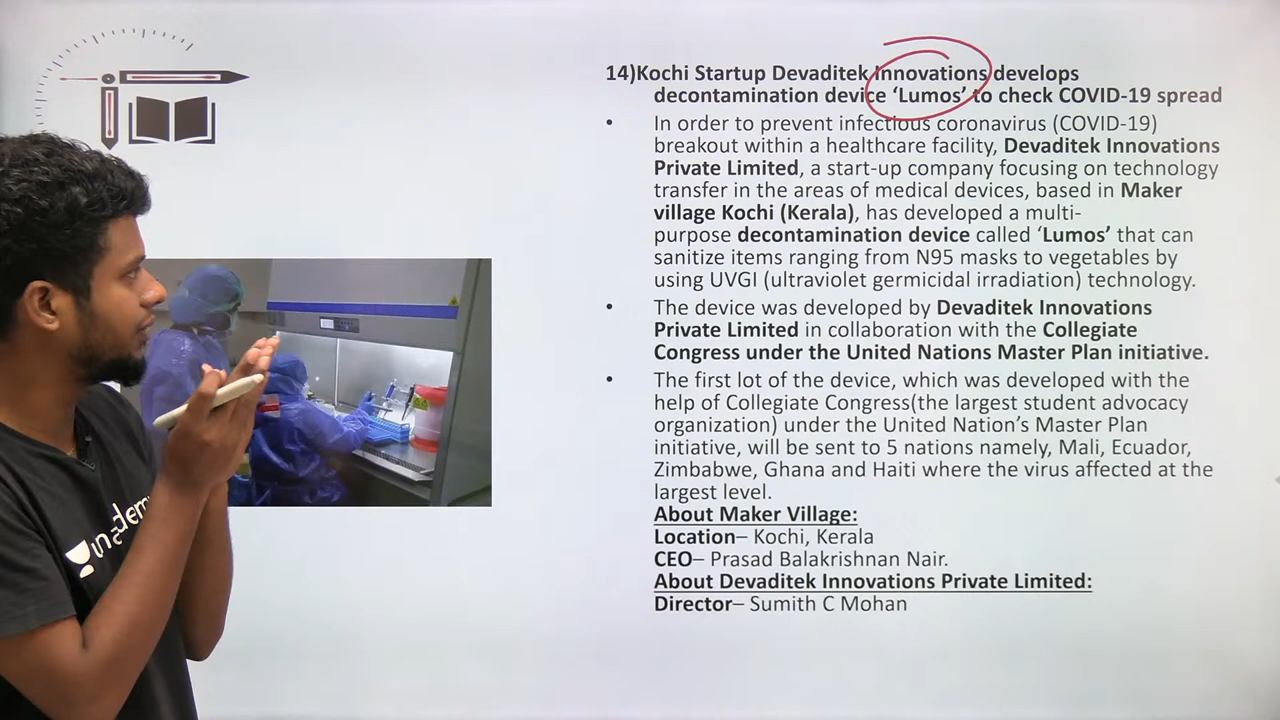 14)Kochi Startup Devaditek Innovations develops
decontamination device ‘Lumos’ to check COVID-19 spread
• In order to prevent infectious coronavirus (COVID-19)
breakout within a healthcare facility, Devaditek Innovations
Private Limited, a start-up company focusing on technology
transfer in the areas of medical devices, based in Maker
village Kochi (Kerala), has developed a multi-
purpose decontamination device called ‘Lumos’ that can
sanitize items ranging from N95 masks to vegetables by
using UVGI (ultraviolet germicidal irradiation) technology.
• The device was developed by Devaditek Innovations
Private Limited in collaboration with the Collegiate
Congress under the United Nations Master Plan initiative.
• The first lot of the device, which was developed with the
help of Collegiate Congress(the largest student advocacy
organization) under the United Nation’s Master Plan
initiative, will be sent to 5 nations namely, Mali, Ecuador,
Zimbabwe, Ghana and Haiti where the virus affected at the
largest level.
About Maker Village:
Location– Kochi, Kerala
CEO– Prasad Balakrishnan Nair.
About Devaditek Innovations Private Limited:
Director– Sumith C Mohan